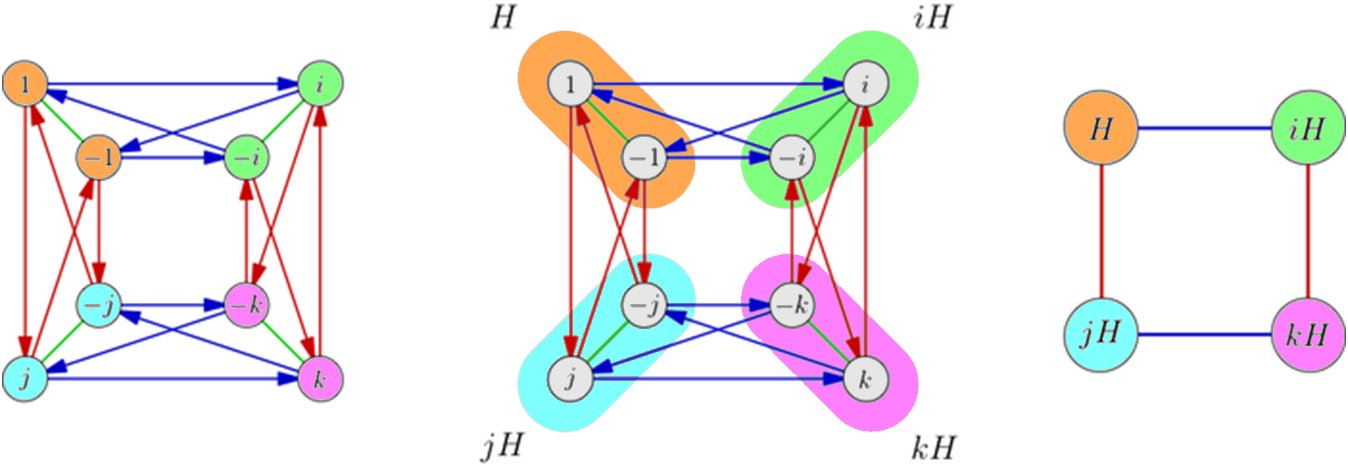 H iH
1 i 1 i H iH
−1 −i −1 −i
−j −k −j −k jH kH
j k j k
jH kH